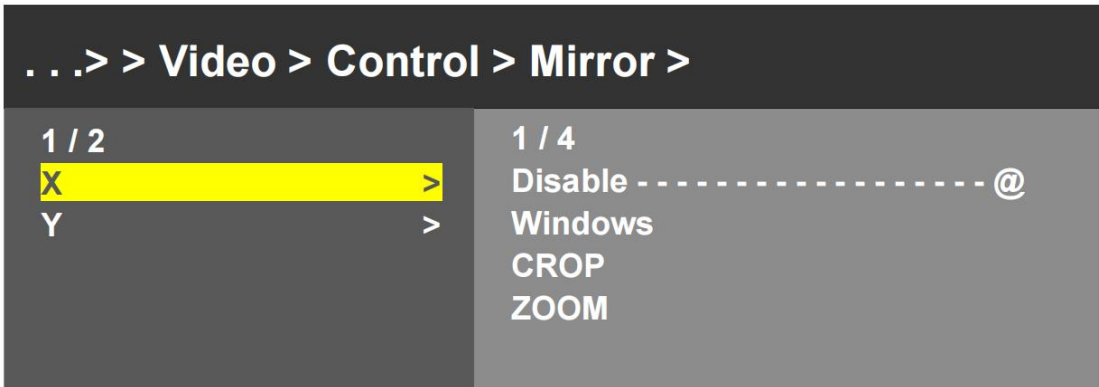 . . .> > Video > Control > Mirror >
1 / 2
X >
Y >
1 / 4
Disable - - - - - - - - - - - - - - - - - - @
Windows
CROP
ZOOM